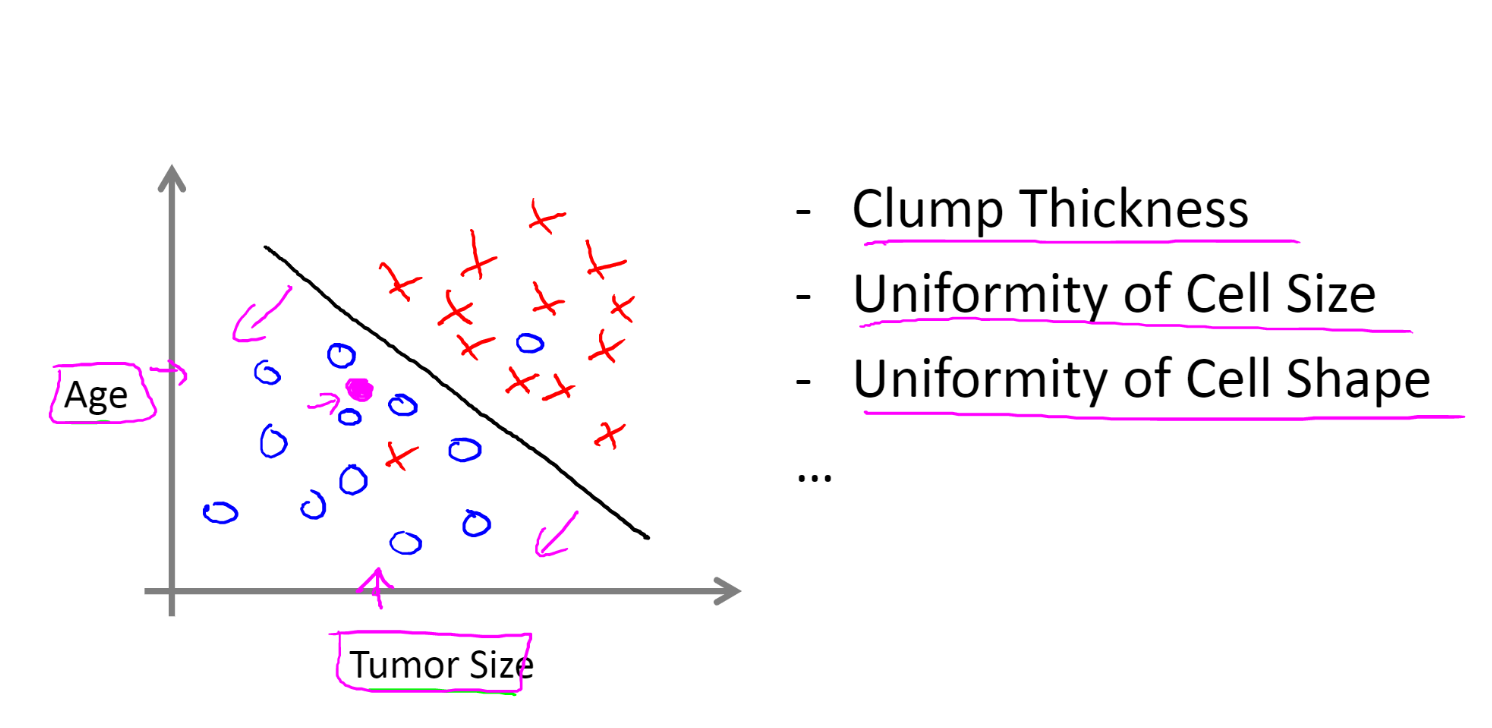 - Clump Thickness
- Uniformity of Cell Size
- Uniformity of Cell Shape
...
Age
Tumor Size